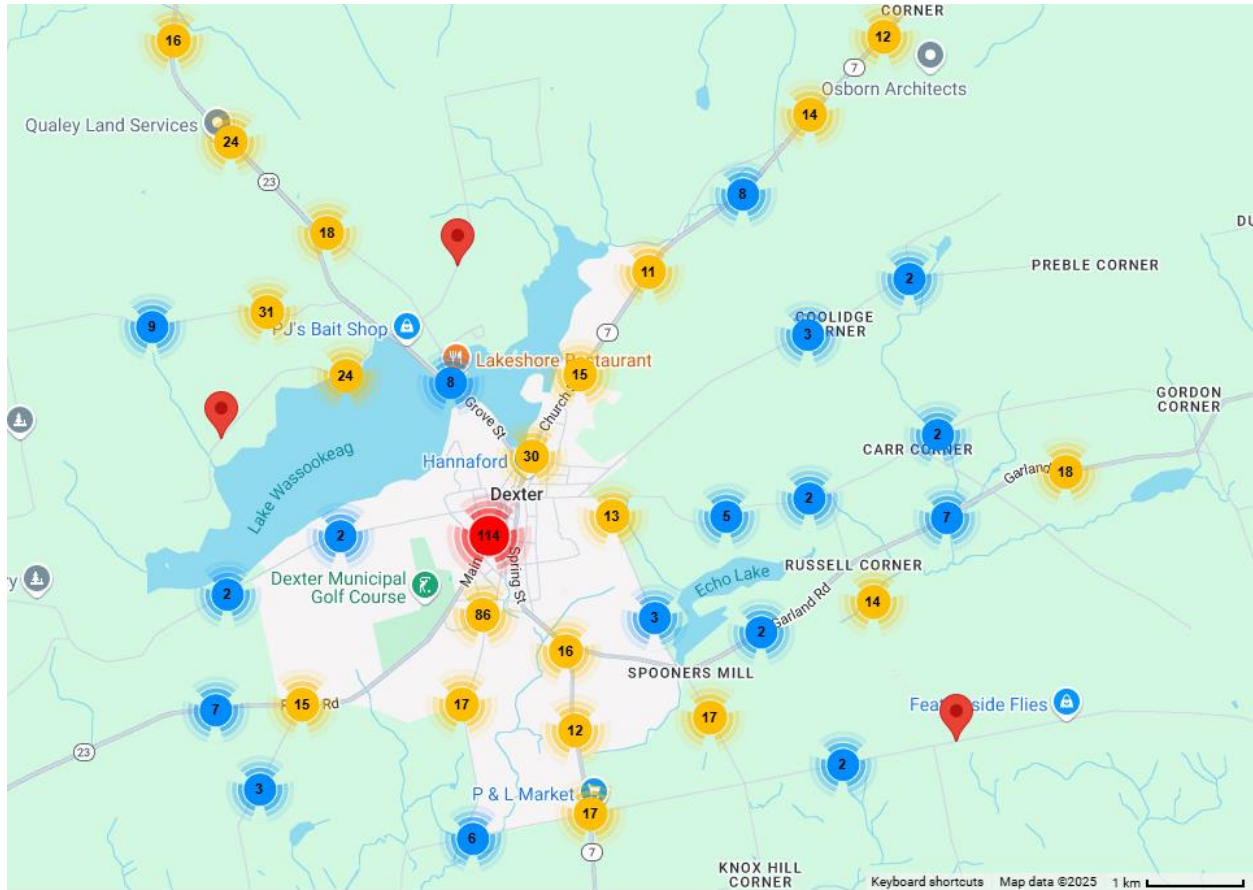 CORNER
16
12
7
Osborn Architects
14
Qualey Land Services
24
23
8
18
DU
11
PREBLE CORNER
2
31
9
PJ's Bait Shop
COOLIDGE
3
7
Lakeshore Restaurant
24
15
8
GORDON
CORNER
Grove St
Church
2
CARR CORNER
Hannaford
30
Garland
18
Lake Wassookeag
Dexter
2
13
5
7
114
2
Main
Spring St
RUSSELL CORNER
Echo Lake
Dexter Municipal
Golf Course
2
14
86
3
Garland Rd
2
16
SPOONERS MILL
7
15
Rd
17
17
Flies
12
23
2
3
P & L Market
17
6
7
KNOX HILL
CORNER
Keyboard shortcuts
Map data ©2025
1 km